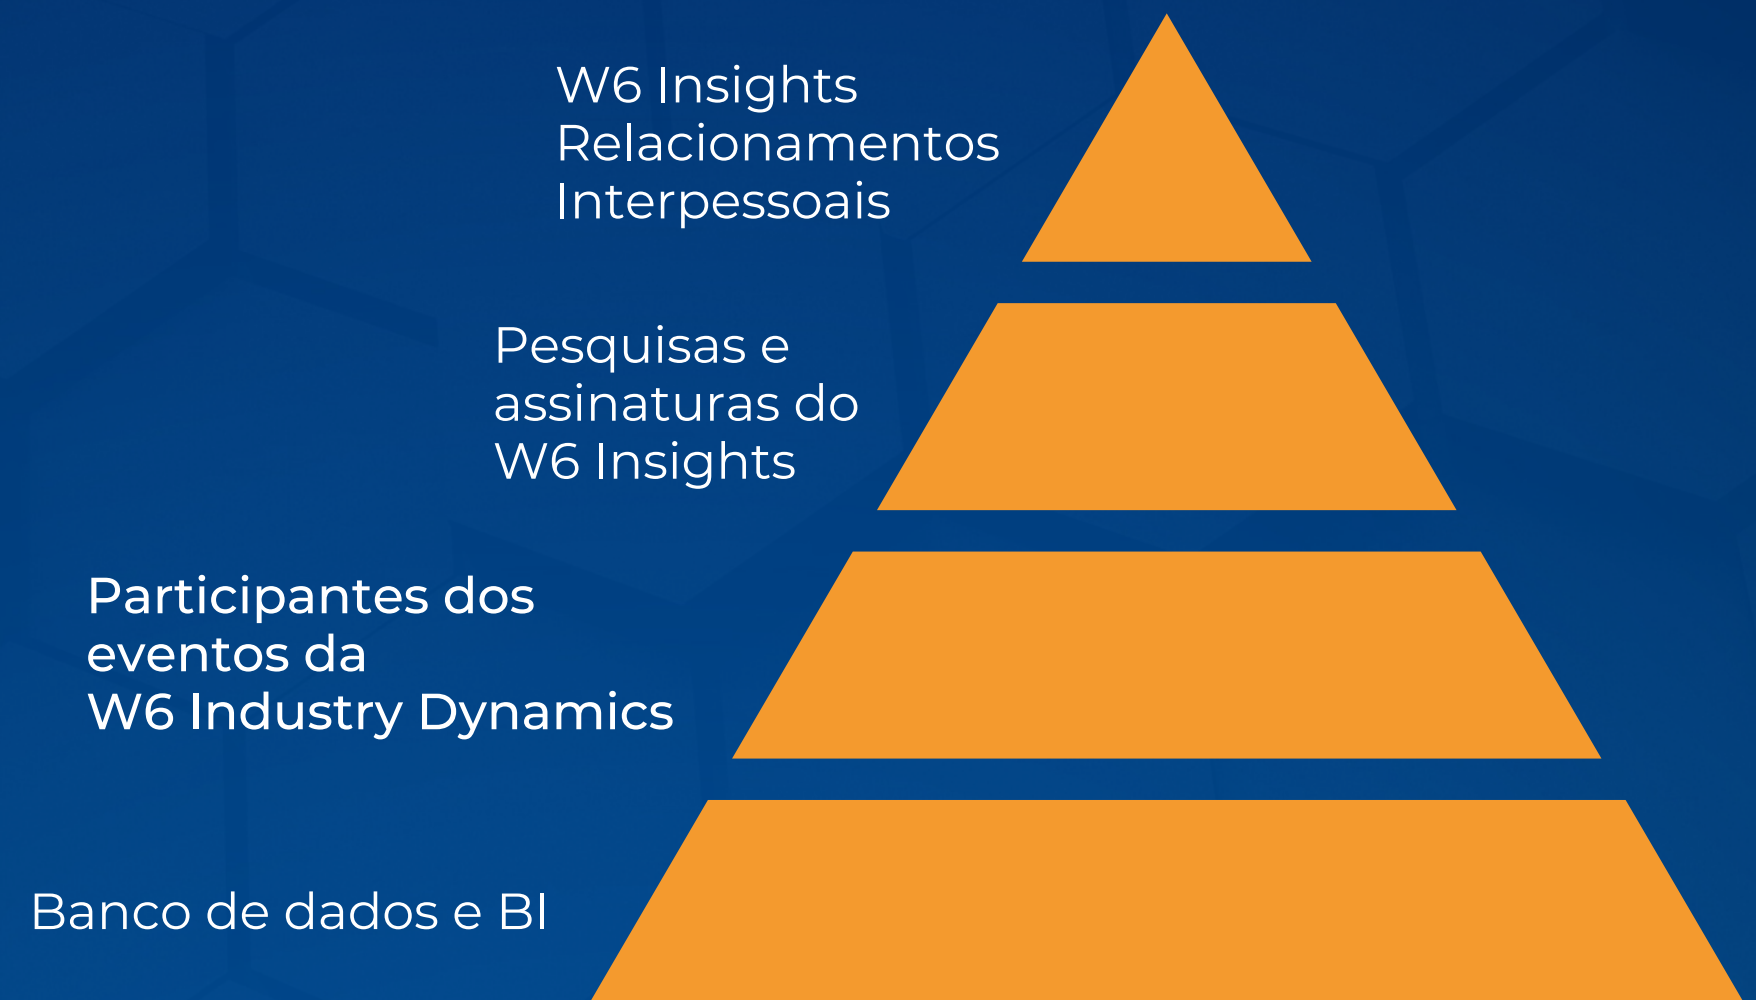 W6 Insights
Relacionamentos
Interpessoais
Pesquisas e
assinaturas do
W6 Insights
Participantes dos
eventos da
W6 Industry Dynamics
Banco de dados e BI